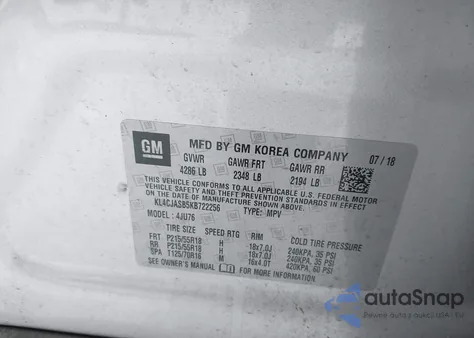 GM
MFD BY GM KOREA COMPANY 07/18
GVWR GAWR FRT GAWR RR
4286 LB 2348 LB 2194 LB
THIS VEHICLE CONFORMS TO ALL APPLICABLE U.S. FEDERAL MOTOR
VEHICLE SAFETY AND THEFT PREVENTION STANDARDS IN EFFECT ON THE
DATE OF MANUFACTURE SHOWN ABOVE.
KL4CJASB5KB722256 TYPE: MPV
MODEL: 4JU76
TIRE SIZE SPEED RTG RIM COLD TIRE PRESSURE
FRT P215/55R18 H 18x7.0J 240KPA, 35 PSI
RR P215/55R18 H 18x7.0J 240KPA, 35 PSI
SPA T125/70R16 M 16x4.0T 420KPA, 60 PSI
SEE OWNER'S MANUAL FOR MORE INFORMATION
autoSnap